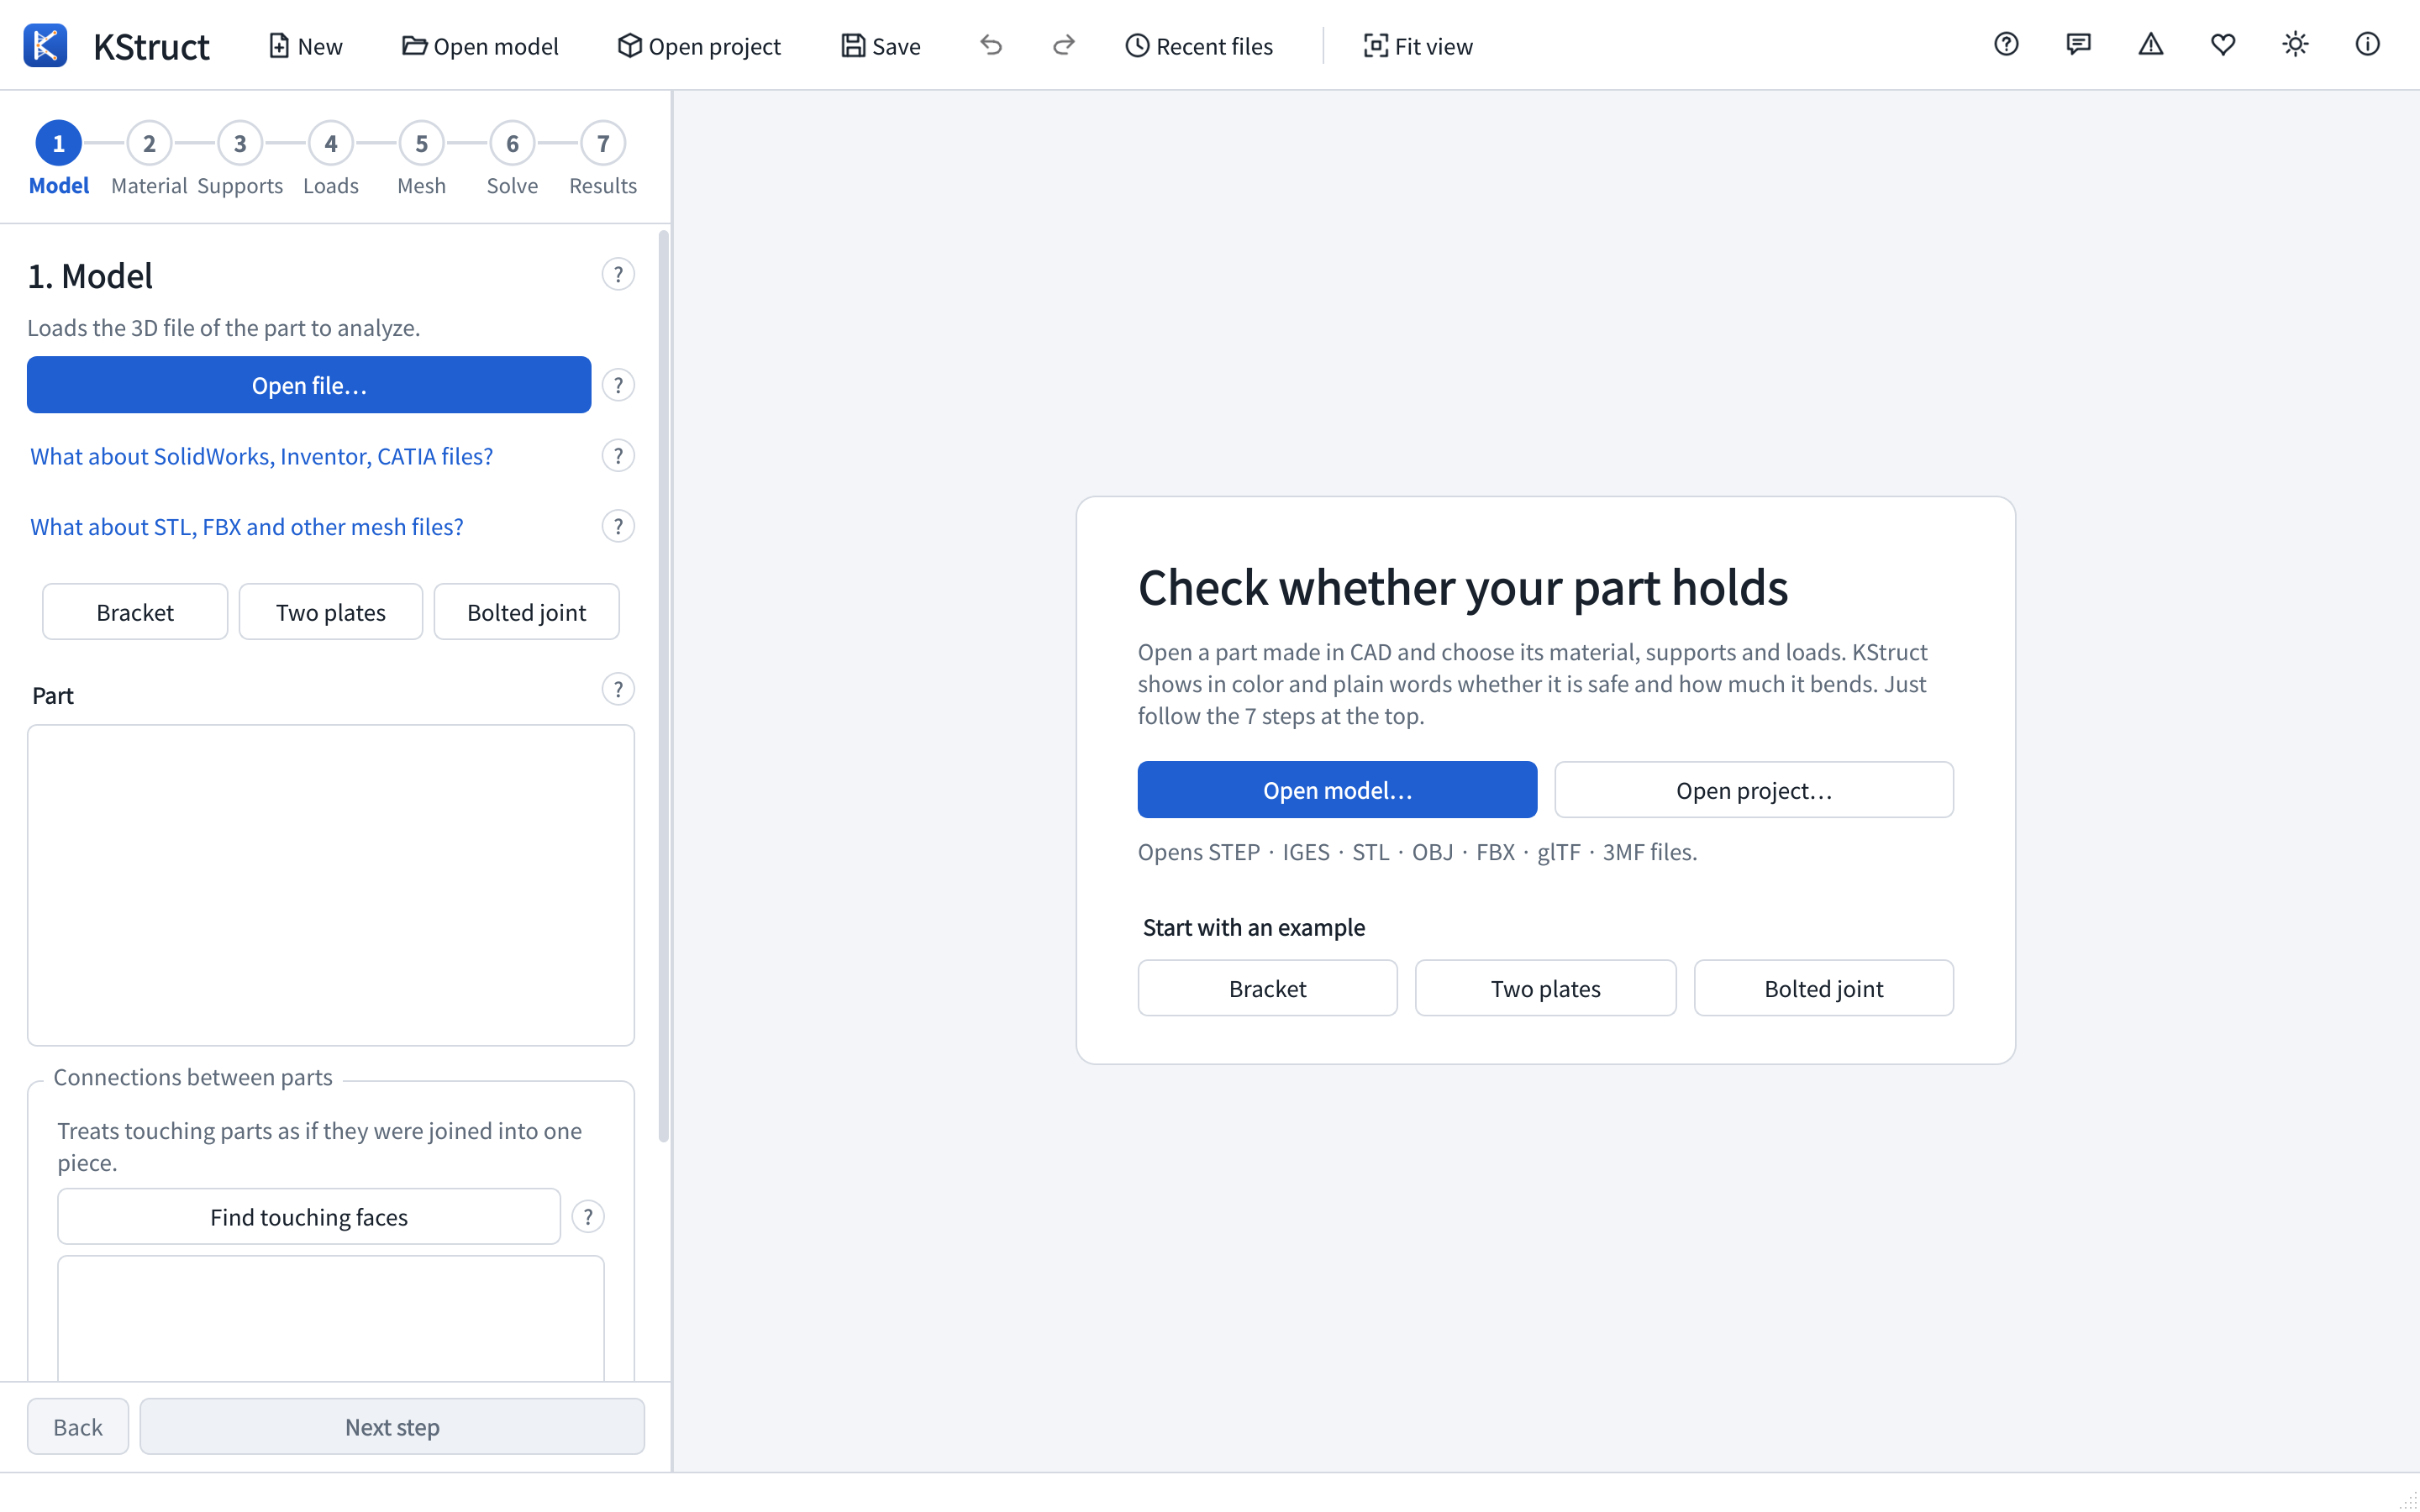 KStruct
New
Open model
Open project
Save
Recent files
Fit view
1
2
3
4
5
6
7
Model
Material
Supports
Loads
Mesh
Solve
Results
1. Model
?
Loads the 3D file of the part to analyze.
Open file...
?
What about SolidWorks, Inventor, CATIA files?
?
What about STL, FBX and other mesh files?
?
Bracket
Two plates
Bolted joint
Part
?
Connections between parts
Treats touching parts as if they were joined into one
piece.
Find touching faces
?
Back
Next step
Check whether your part holds
Open a part made in CAD and choose its material, supports and loads. KStruct
shows in color and plain words whether it is safe and how much it bends. Just
follow the 7 steps at the top.
Open model...
Open project...
Opens STEP · IGES · STL · OBJ · FBX · glTF · 3MF files.
Start with an example
Bracket
Two plates
Bolted joint